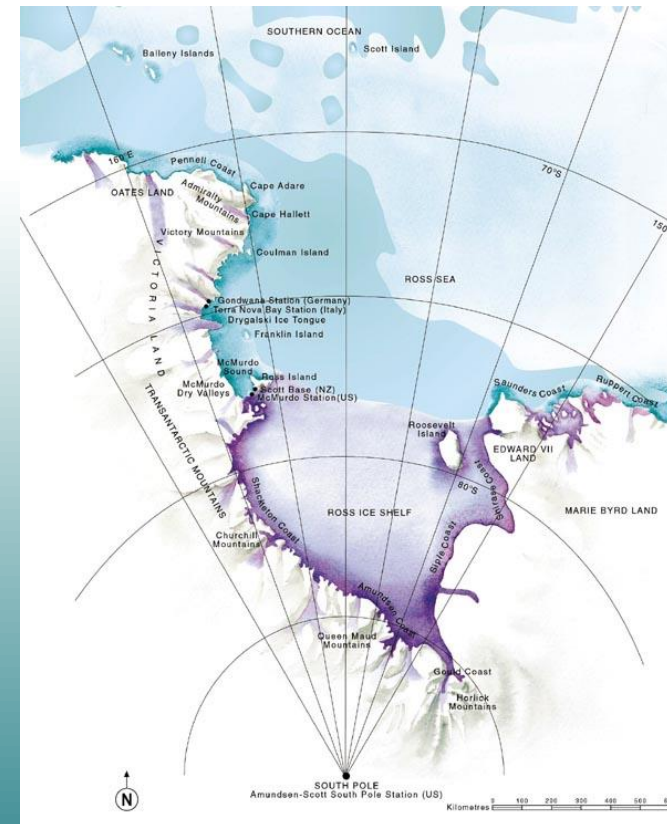 SOUTHERN OCEAN
Balleny Islands
Scott Island
160°E
Pennell Coast
70°S
OATES LAND
Cape Adare
Admiralty
Mountains
Cape Hallett
150°
Victory Mountains
Coulman Island
VICTORIA LAND
ROSS SEA
Gondwana Station (Germany)
Terra Nova Bay Station (Italy)
Drygalski Ice Tongue
Franklin Island
McMurdo
Sound
Ross Island
McMurdo
Dry Valleys
Scott Base (NZ)
McMurdo Station(US)
Saunders Coast
Ruppert Coast
TRANSANTARCTIC MOUNTAINS
Roosevelt
Island
EDWARD VII
LAND
80°S
Shirase Coast
MARIE BYRD LAND
Shackleton Coast
ROSS ICE SHELF
Siple Coast
Churchill
Mountains
Amundsen Coast
Queen Maud
Mountains
Gould Coast
Horlick
Mountains
SOUTH POLE
Amundsen-Scott South Pole Station (US)
N
Kilometres
0 100 200 300 400 500